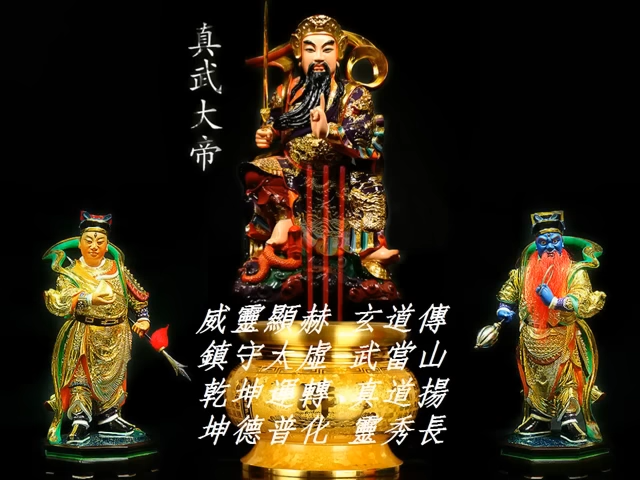 真武大帝
威靈顯赫 玄道傳
鎮守太虛 武當山
乾坤運轉 真道揚
坤德普化 靈秀長